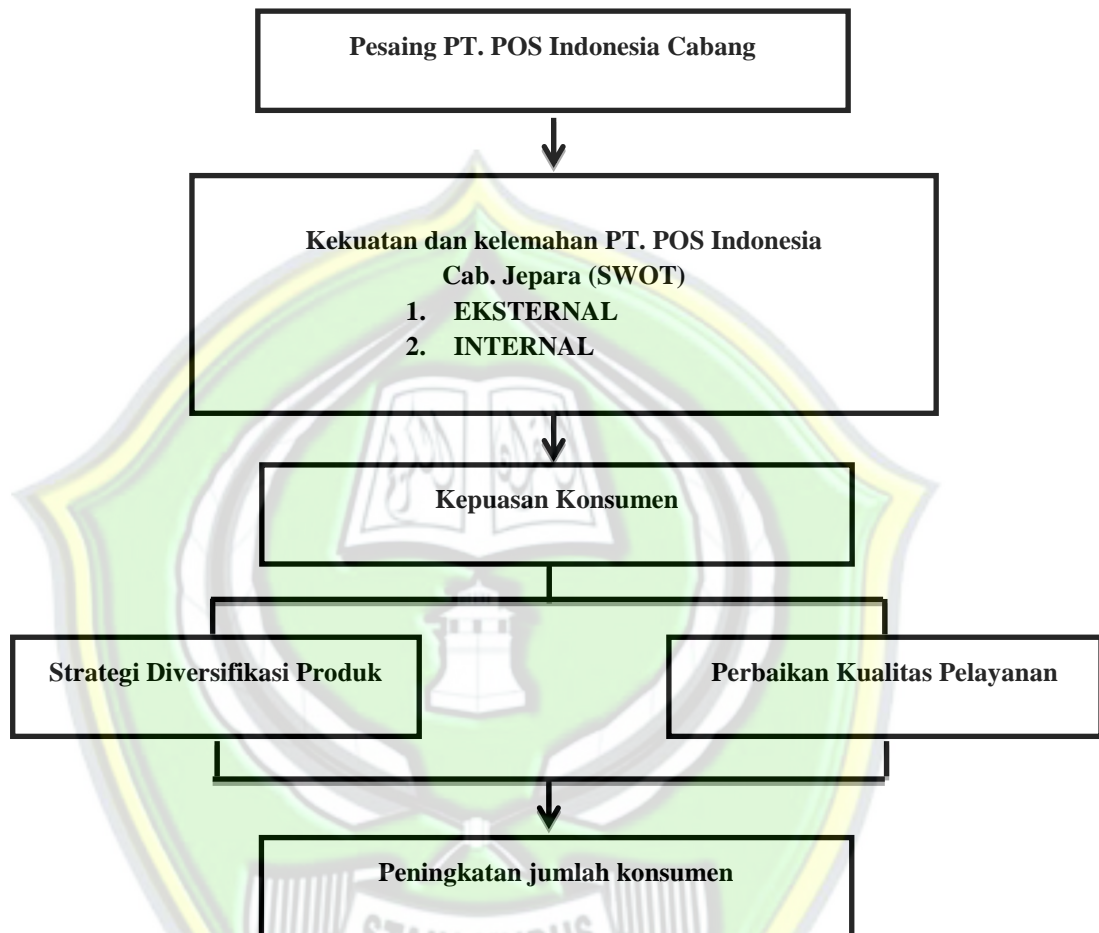 Pesaing PT. POS Indonesia Cabang
Kekuatan dan kelemahan PT. POS Indonesia
Cab. Jepara (SWOT)
1. EKSTERNAL
2. INTERNAL
Kepuasan Konsumen
Strategi Diversifikasi Produk
Perbaikan Kualitas Pelayanan
Peningkatan jumlah konsumen